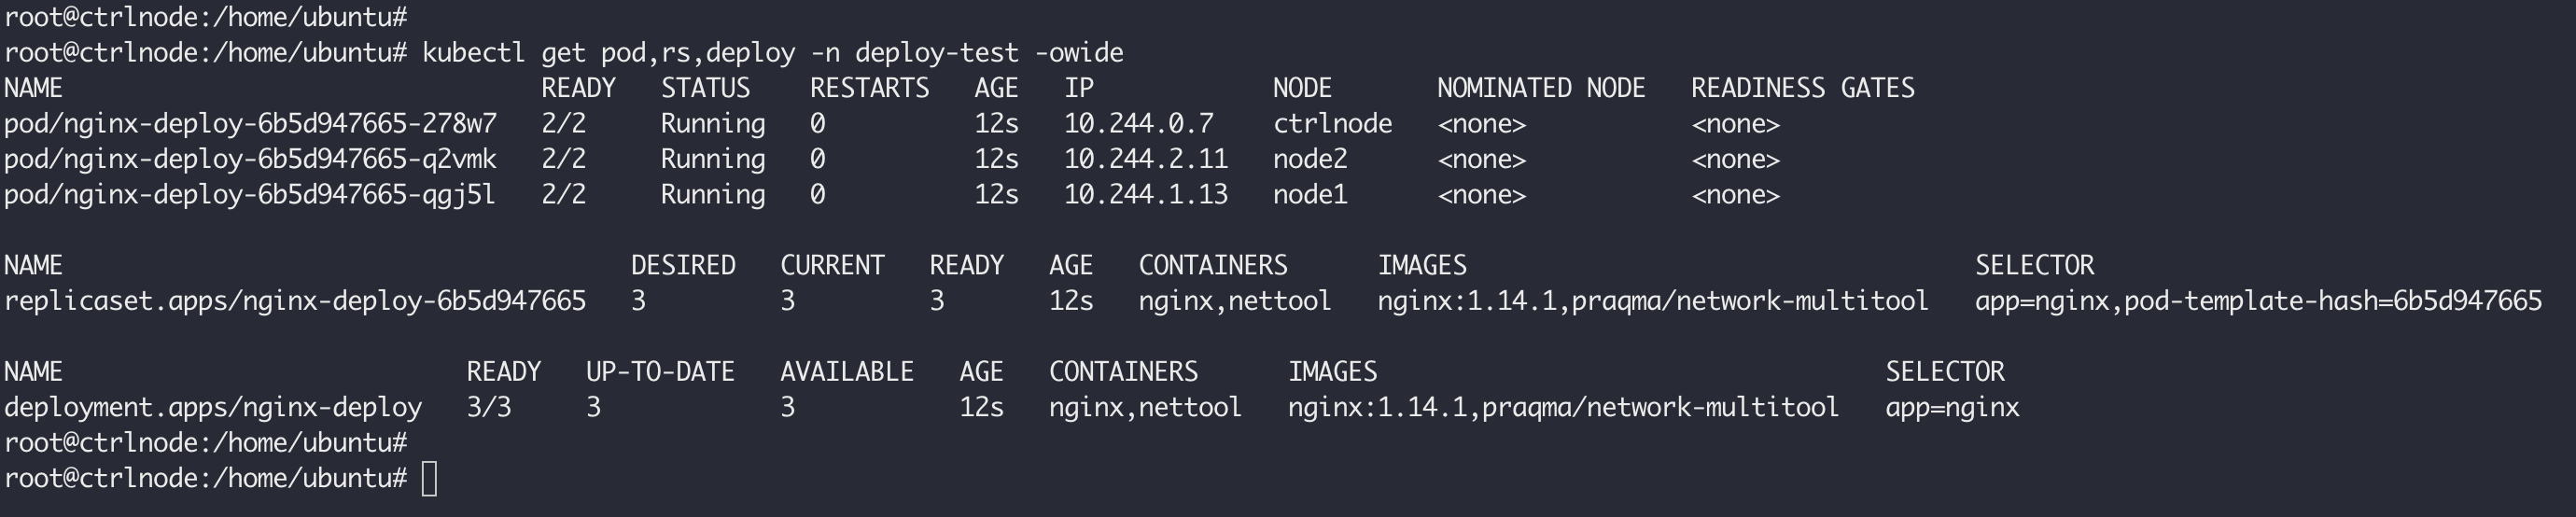 root@ctrlnode:/home/ubuntu#
root@ctrlnode:/home/ubuntu# kubectl get pod,rs,deploy -n deploy-test -owide
NAME                                READY   STATUS    RESTARTS   AGE   IP            NODE       NOMINATED NODE   READINESS GATES
pod/nginx-deploy-6b5d947665-278w7   2/2     Running   0          12s   10.244.0.7    ctrlnode   <none>           <none>
pod/nginx-deploy-6b5d947665-q2vmk   2/2     Running   0          12s   10.244.2.11   node2      <none>           <none>
pod/nginx-deploy-6b5d947665-qgj5l   2/2     Running   0          12s   10.244.1.13   node1      <none>           <none>

NAME                                      DESIRED   CURRENT   READY   AGE   CONTAINERS      IMAGES                                  SELECTOR
replicaset.apps/nginx-deploy-6b5d947665   3         3         3       12s   nginx,nettool   nginx:1.14.1,praqma/network-multitool   app=nginx,pod-template-hash=6b5d947665

NAME                           READY   UP-TO-DATE   AVAILABLE   AGE   CONTAINERS      IMAGES                                  SELECTOR
deployment.apps/nginx-deploy   3/3     3            3           12s   nginx,nettool   nginx:1.14.1,praqma/network-multitool   app=nginx
root@ctrlnode:/home/ubuntu#
root@ctrlnode:/home/ubuntu#